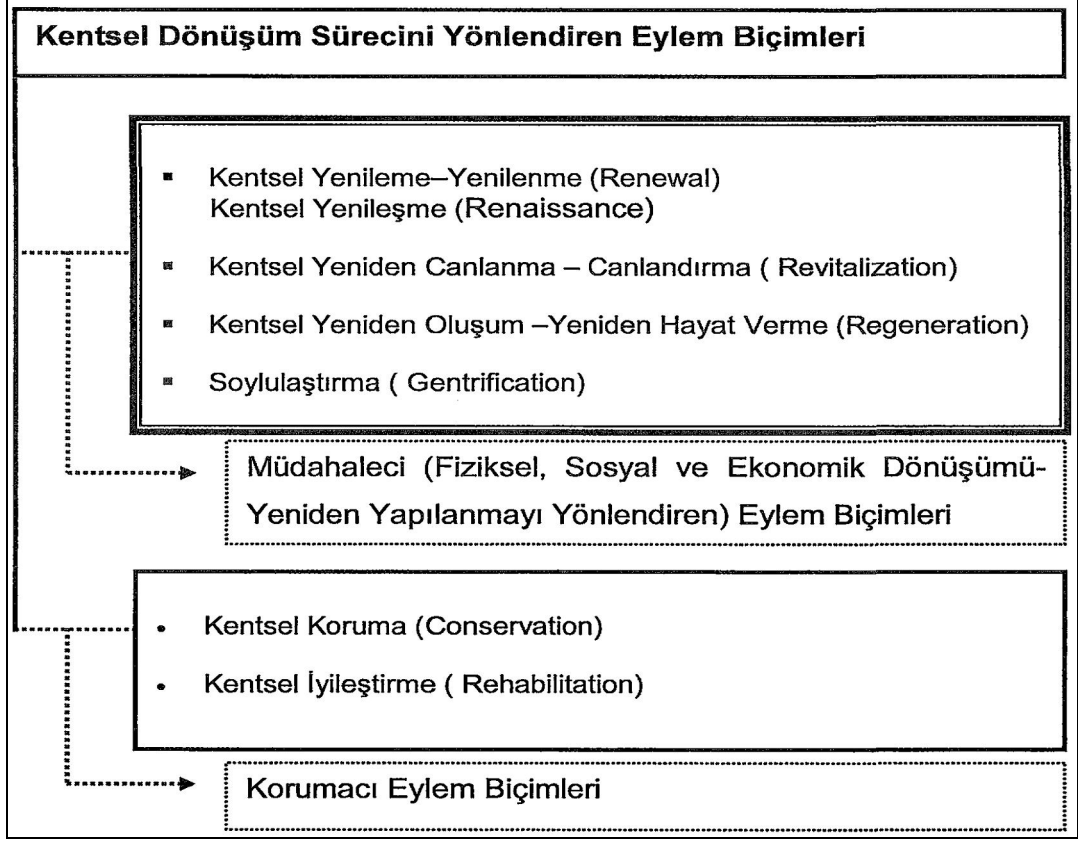 Kentsel Dönüşüm Sürecini Yönlendiren Eylem Biçimleri
▪ Kentsel Yenileme–Yenilenme (Renewal)
Kentsel Yenileşme (Renaissance)
▪ Kentsel Yeniden Canlanma – Canlandırma ( Revitalization)
▪ Kentsel Yeniden Oluşum –Yeniden Hayat Verme (Regeneration)
▪ Soylulaştırma ( Gentrification)
Müdahaleci (Fiziksel, Sosyal ve Ekonomik Dönüşümü-
Yeniden Yapılanmayı Yönlendiren) Eylem Biçimleri
• Kentsel Koruma (Conservation)
• Kentsel İyileştirme ( Rehabilitation)
Korumacı Eylem Biçimleri